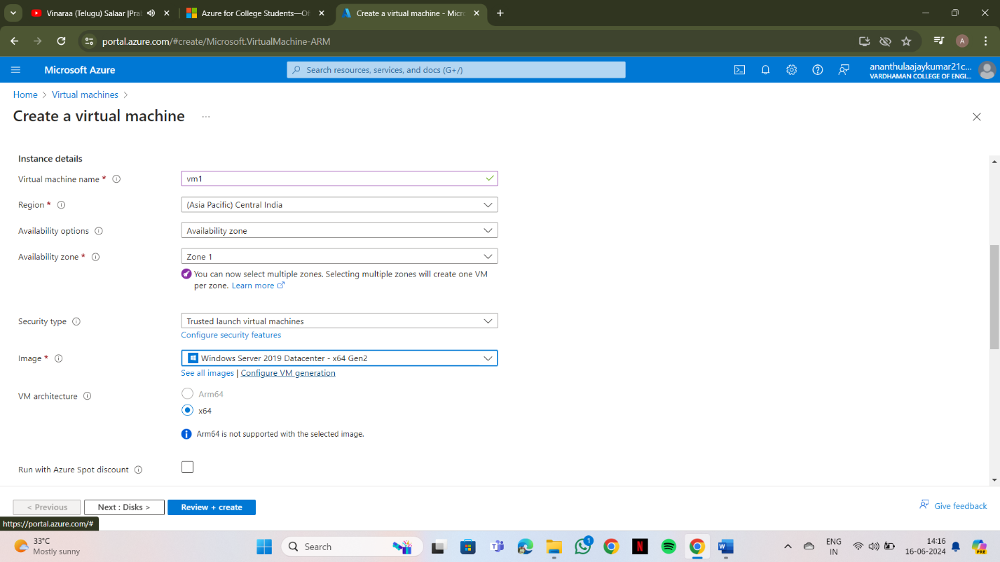 Vinaraa (Telugu) Salaar |Pral
Azure for College Students—Of
Create a virtual machine - Micro
portal.azure.com/#create/Microsoft.VirtualMachine-ARM
A
Microsoft Azure
Search resources, services, and docs (G+/)
ananthulaajaykumar21c...
VARDHAMAN COLLEGE OF ENGI...
Home > Virtual machines >
Create a virtual machine ...
Instance details
Virtual machine name *
vm1
Region *
(Asia Pacific) Central India
Availability options
Availability zone
Availability zone *
Zone 1
You can now select multiple zones. Selecting multiple zones will create one VM
per zone. Learn more
Security type
Trusted launch virtual machines
Configure security features
Image *
Windows Server 2019 Datacenter - x64 Gen2
See all images | Configure VM generation
VM architecture
Arm64
x64
Arm64 is not supported with the selected image.
Run with Azure Spot discount
< Previous
Next : Disks >
Review + create
Give feedback
https://portal.azure.com/#
33°C
Mostly sunny
Search
1
ENG
IN
14:16
16-06-2024
PRE